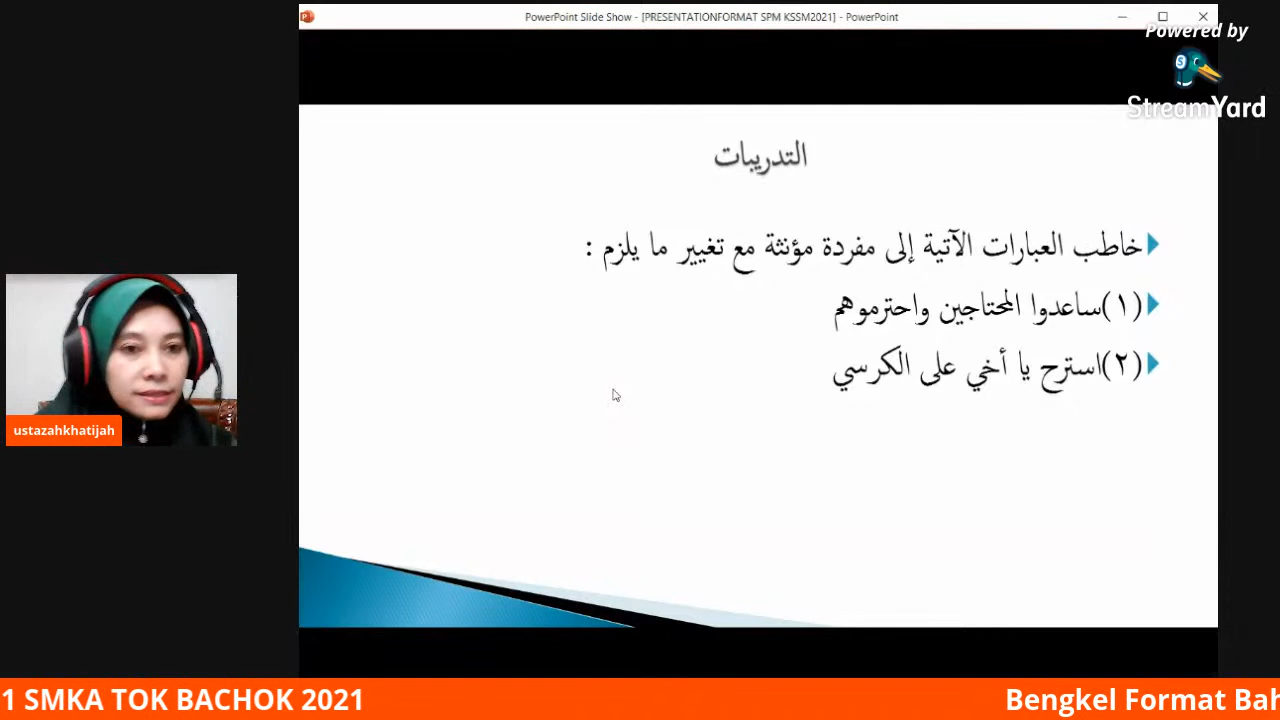 PowerPoint Slide Show - [PRESENTATIONFORMAT SPM KSSM2021] - PowerPoint
Powered by
StreamYard
التدريبات
خاطب العبارات الآتية إلى مفردة مؤنثة مع تغيير ما يلزم :
(١)ساعدوا المحتاجين واحترموهم
(٢)استرح يا أخي على الكرسي
ustazahkhatijah
1 SMKA TOK BACHOK 2021
Bengkel Format Bah